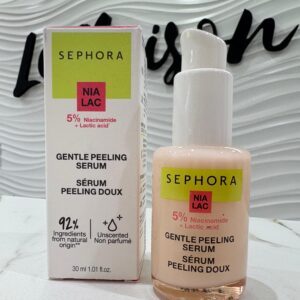 SEPHORA
NIA
LAC
5% Niacinamide
+ Lactic acid
GENTLE PEELING
SERUM
SÉRUM
PEELING DOUX
92%
Ingredients
from natural
origin**
Unscented
Non parfumé
30 ml 1.01 fl.oz.
SEPHORA
NIA
LAC
5% Niacinamide
+ Lactic acid
GENTLE PEELING
SERUM
SÉRUM
PEELING DOUX